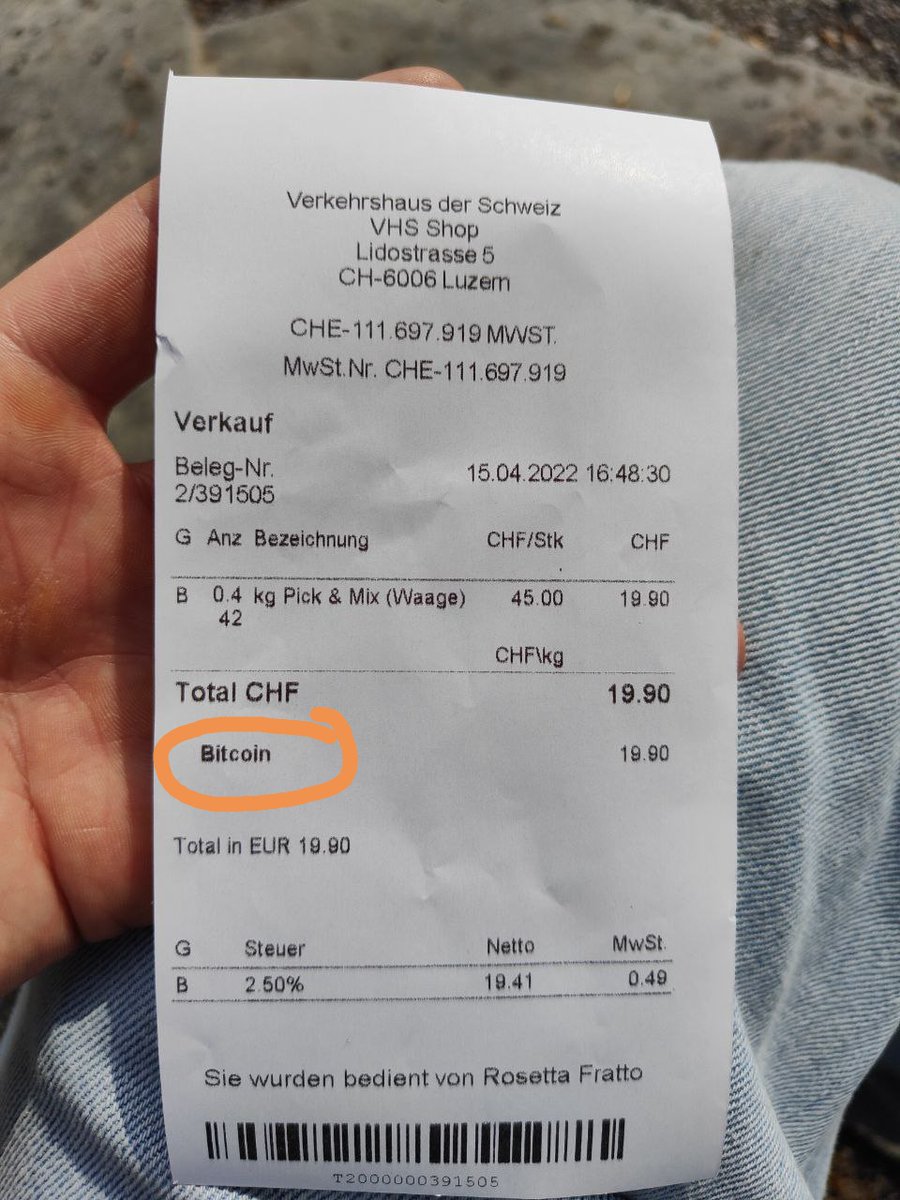 Verkehrshaus der Schweiz
VHS Shop
Lidostrasse 5
CH-6006 Luzern
CHE-111.697.919 MWST.
MwSt.Nr. CHE-111.697.919
Verkauf
Beleg-Nr. 15.04.2022 16:48:30
2/391505
G Anz Bezeichnung CHF/Stk CHF
B 0.4 kg Pick & Mix (Waage) 45.00 19.90
42
CHF\kg
Total CHF 19.90
Bitcoin 19.90
Total in EUR 19.90
G Steuer Netto MwSt.
B 2.50% 19.41 0.49
Sie wurden bedient von Rosetta Fratto
T2000000391505